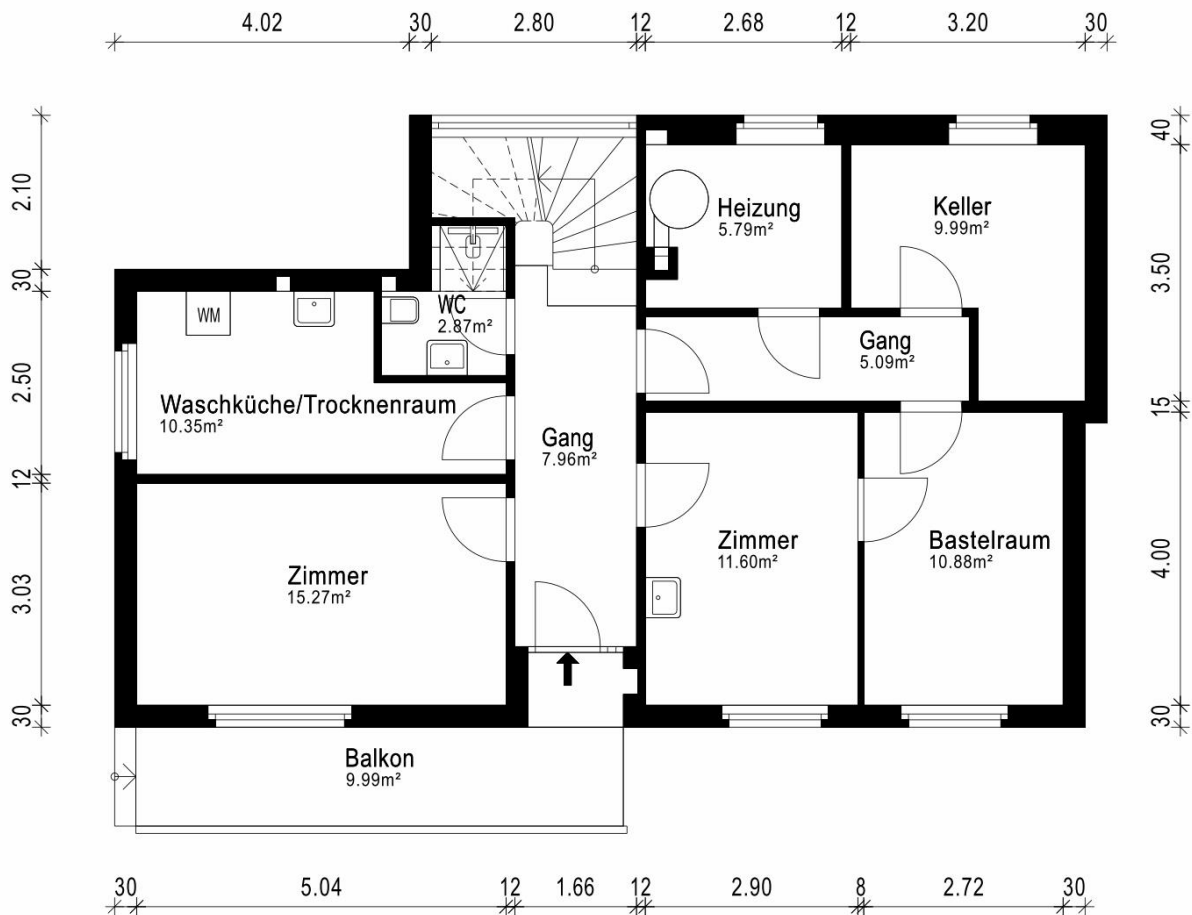 4.02 30 2.80 12 2.68 12 3.20 30
40
2.10
Heizung
5.79m²
Keller
9.99m²
30
3.50
WM
WC
2.87m²
Gang
5.09m²
2.50
Waschküche/Trocknenraum
10.35m²
15
Gang
7.96m²
12
Zimmer
11.60m²
Bastelraum
10.88m²
4.00
3.03
Zimmer
15.27m²
30
30
Balkon
9.99m²
30 5.04 12 1.66 12 2.90 8 2.72 30